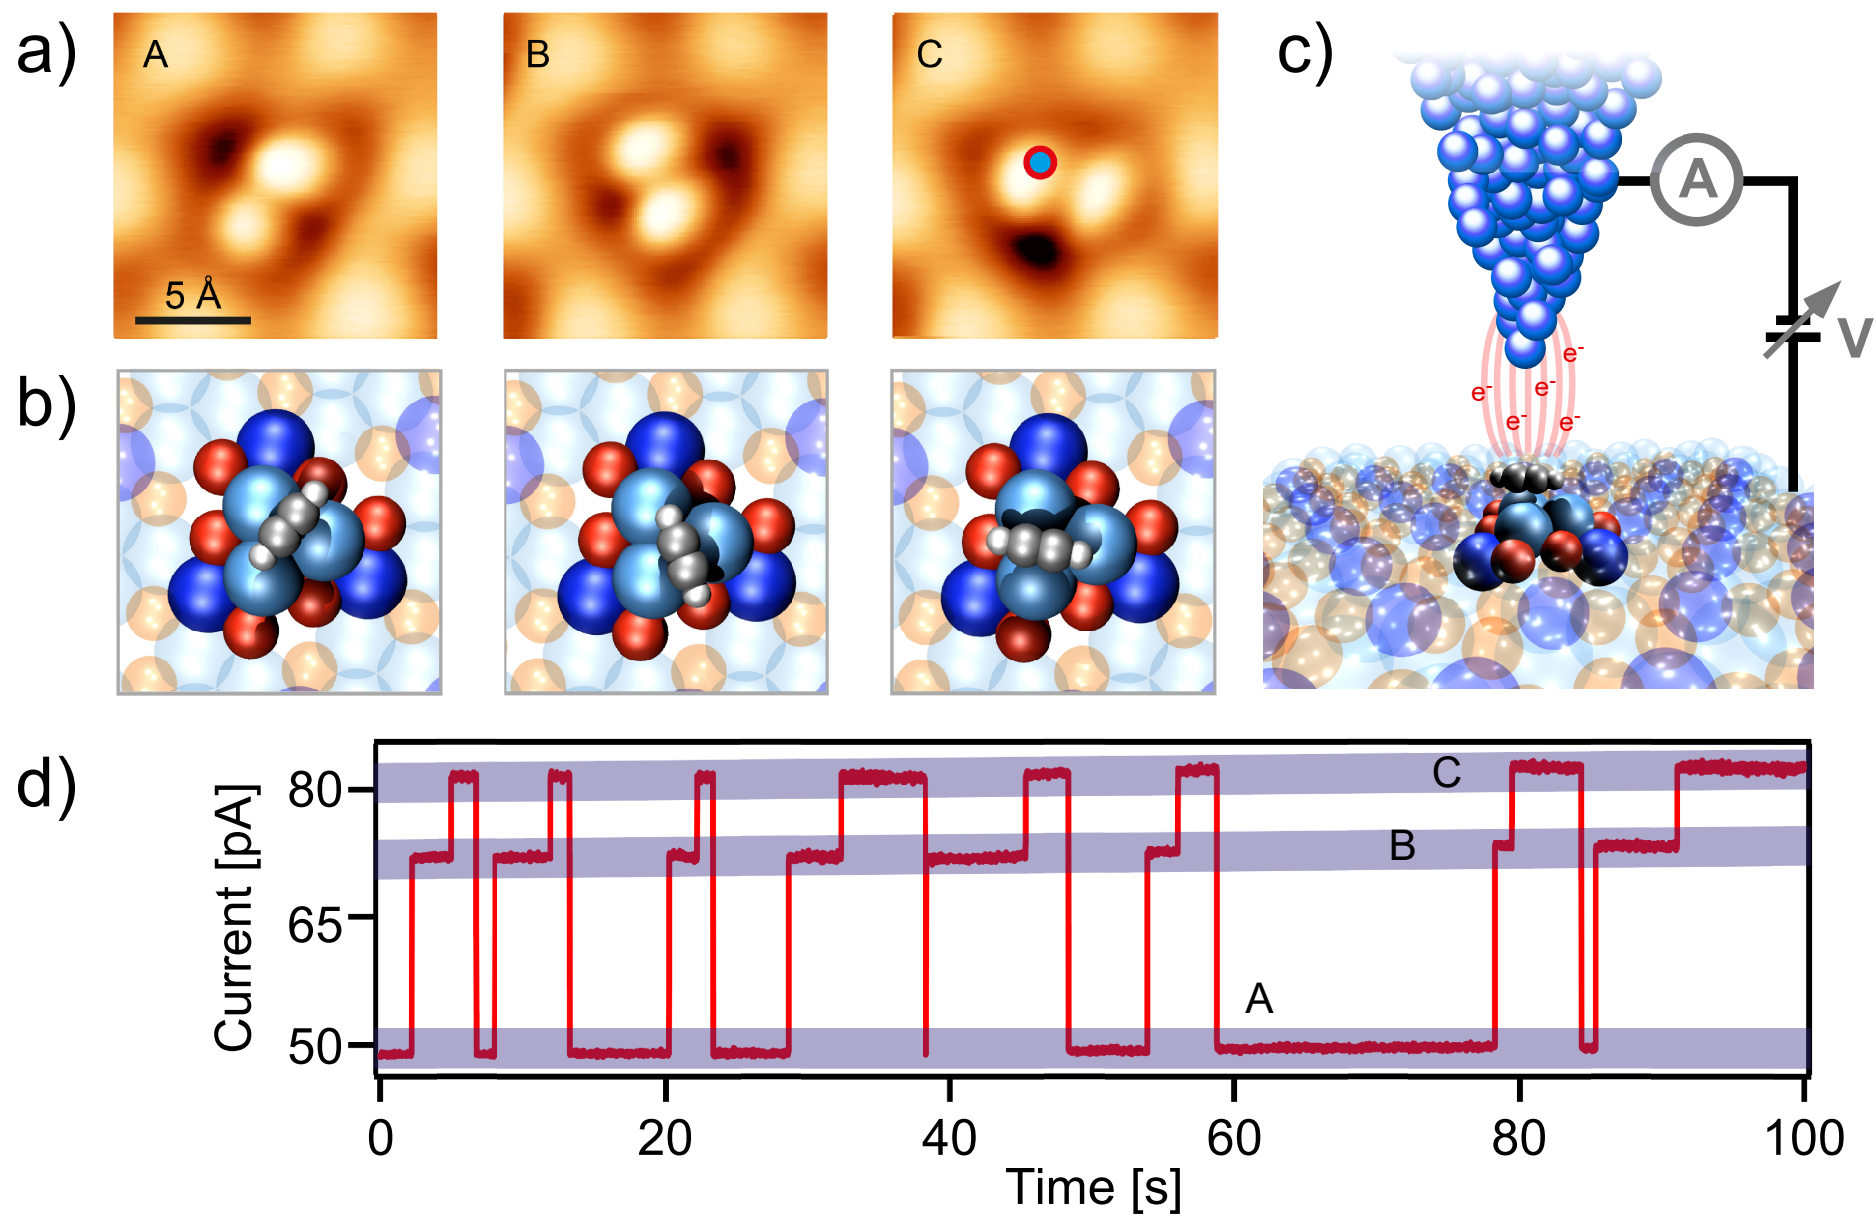 a)
A
B
C
5 Å
b)
c)
A
V
e-
e-
e-
e-
e-
d)
Current [pA]
80
65
50
C
B
A
0 20 40 60 80 100
Time [s]